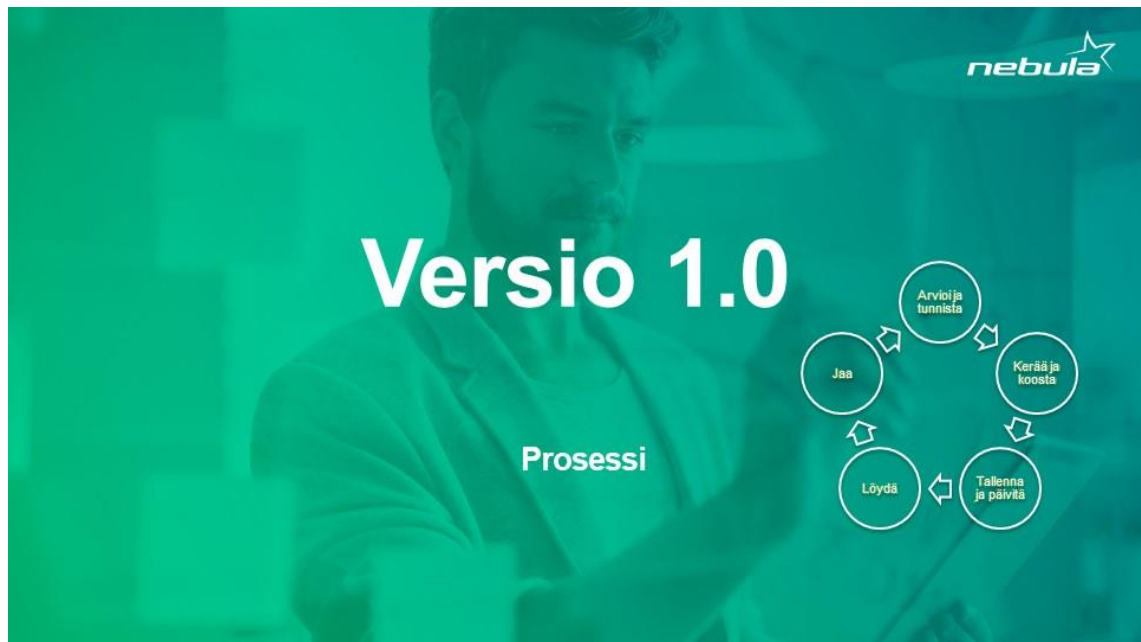 nebula
Versio 1.0
Prosessi
Arvioi ja
tunnista
Kerää ja
koosta
Tallenna
ja päivitä
Löydä
Jaa